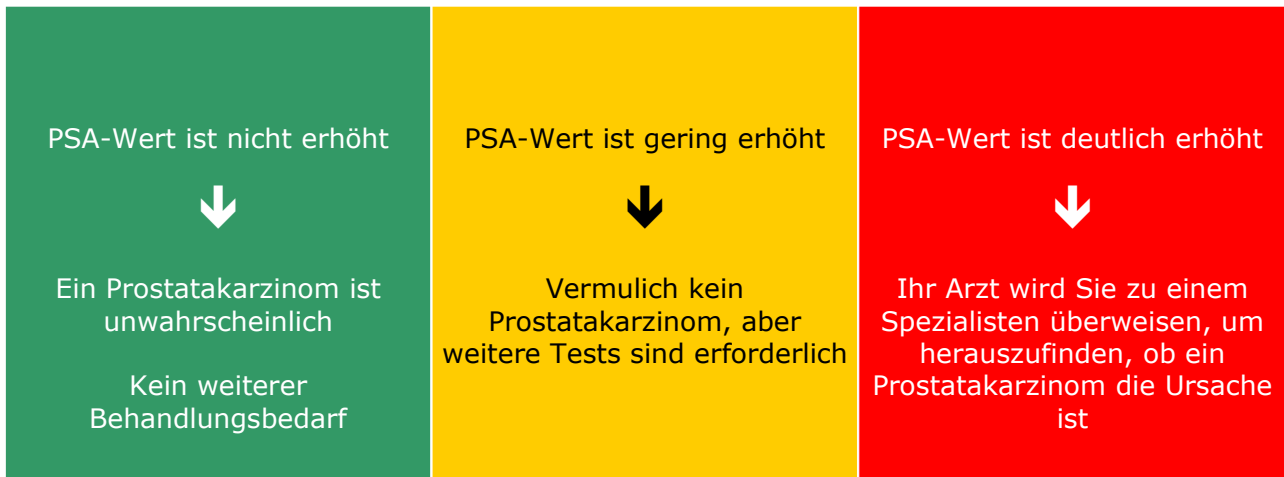 PSA-Wert ist nicht erhöht
Ein Prostatakarzinom ist
unwahrscheinlich
Kein weiterer
Behandlungsbedarf
PSA-Wert ist gering erhöht
Vermulich kein
Prostatakarzinom, aber
weitere Tests sind erforderlich
PSA-Wert ist deutlich erhöht
Ihr Arzt wird Sie zu einem
Spezialisten überweisen, um
herauszufinden, ob ein
Prostatakarzinom die Ursache
ist